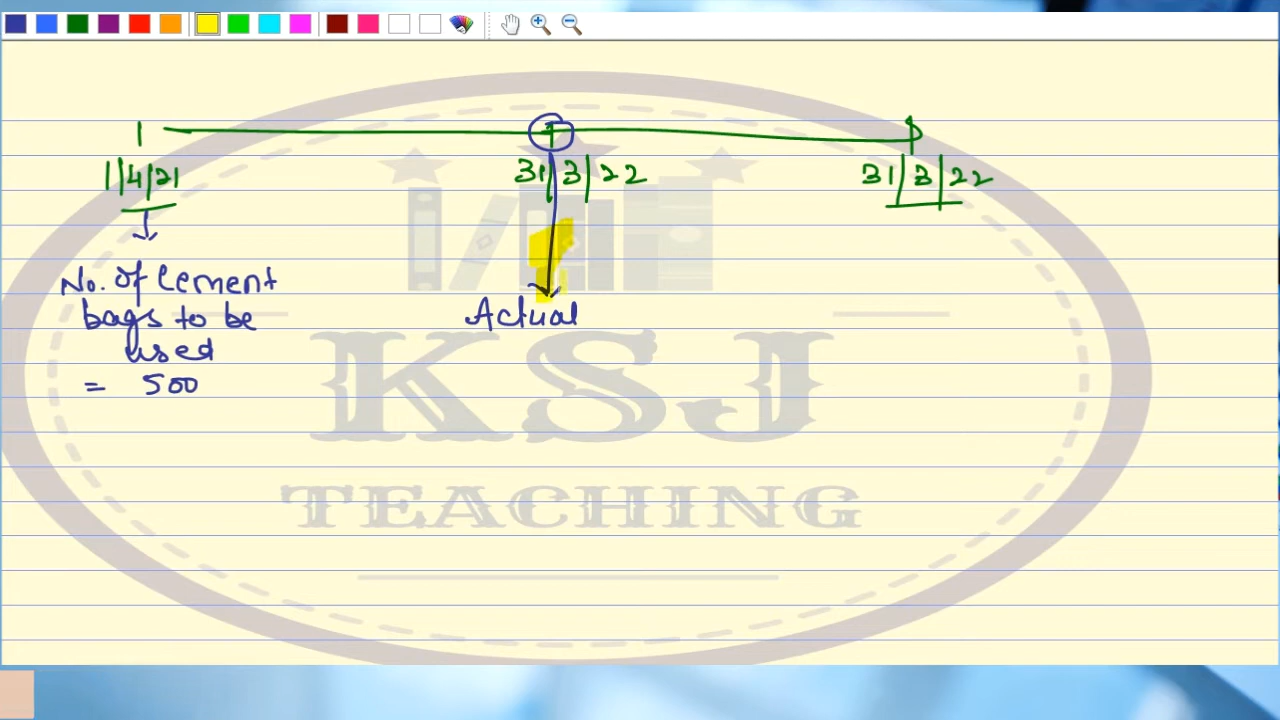 1|4|21
31|3|22
31|3|22
No. of Cement
bags to be
used
= 500
Actual
KSJ
TEACHING